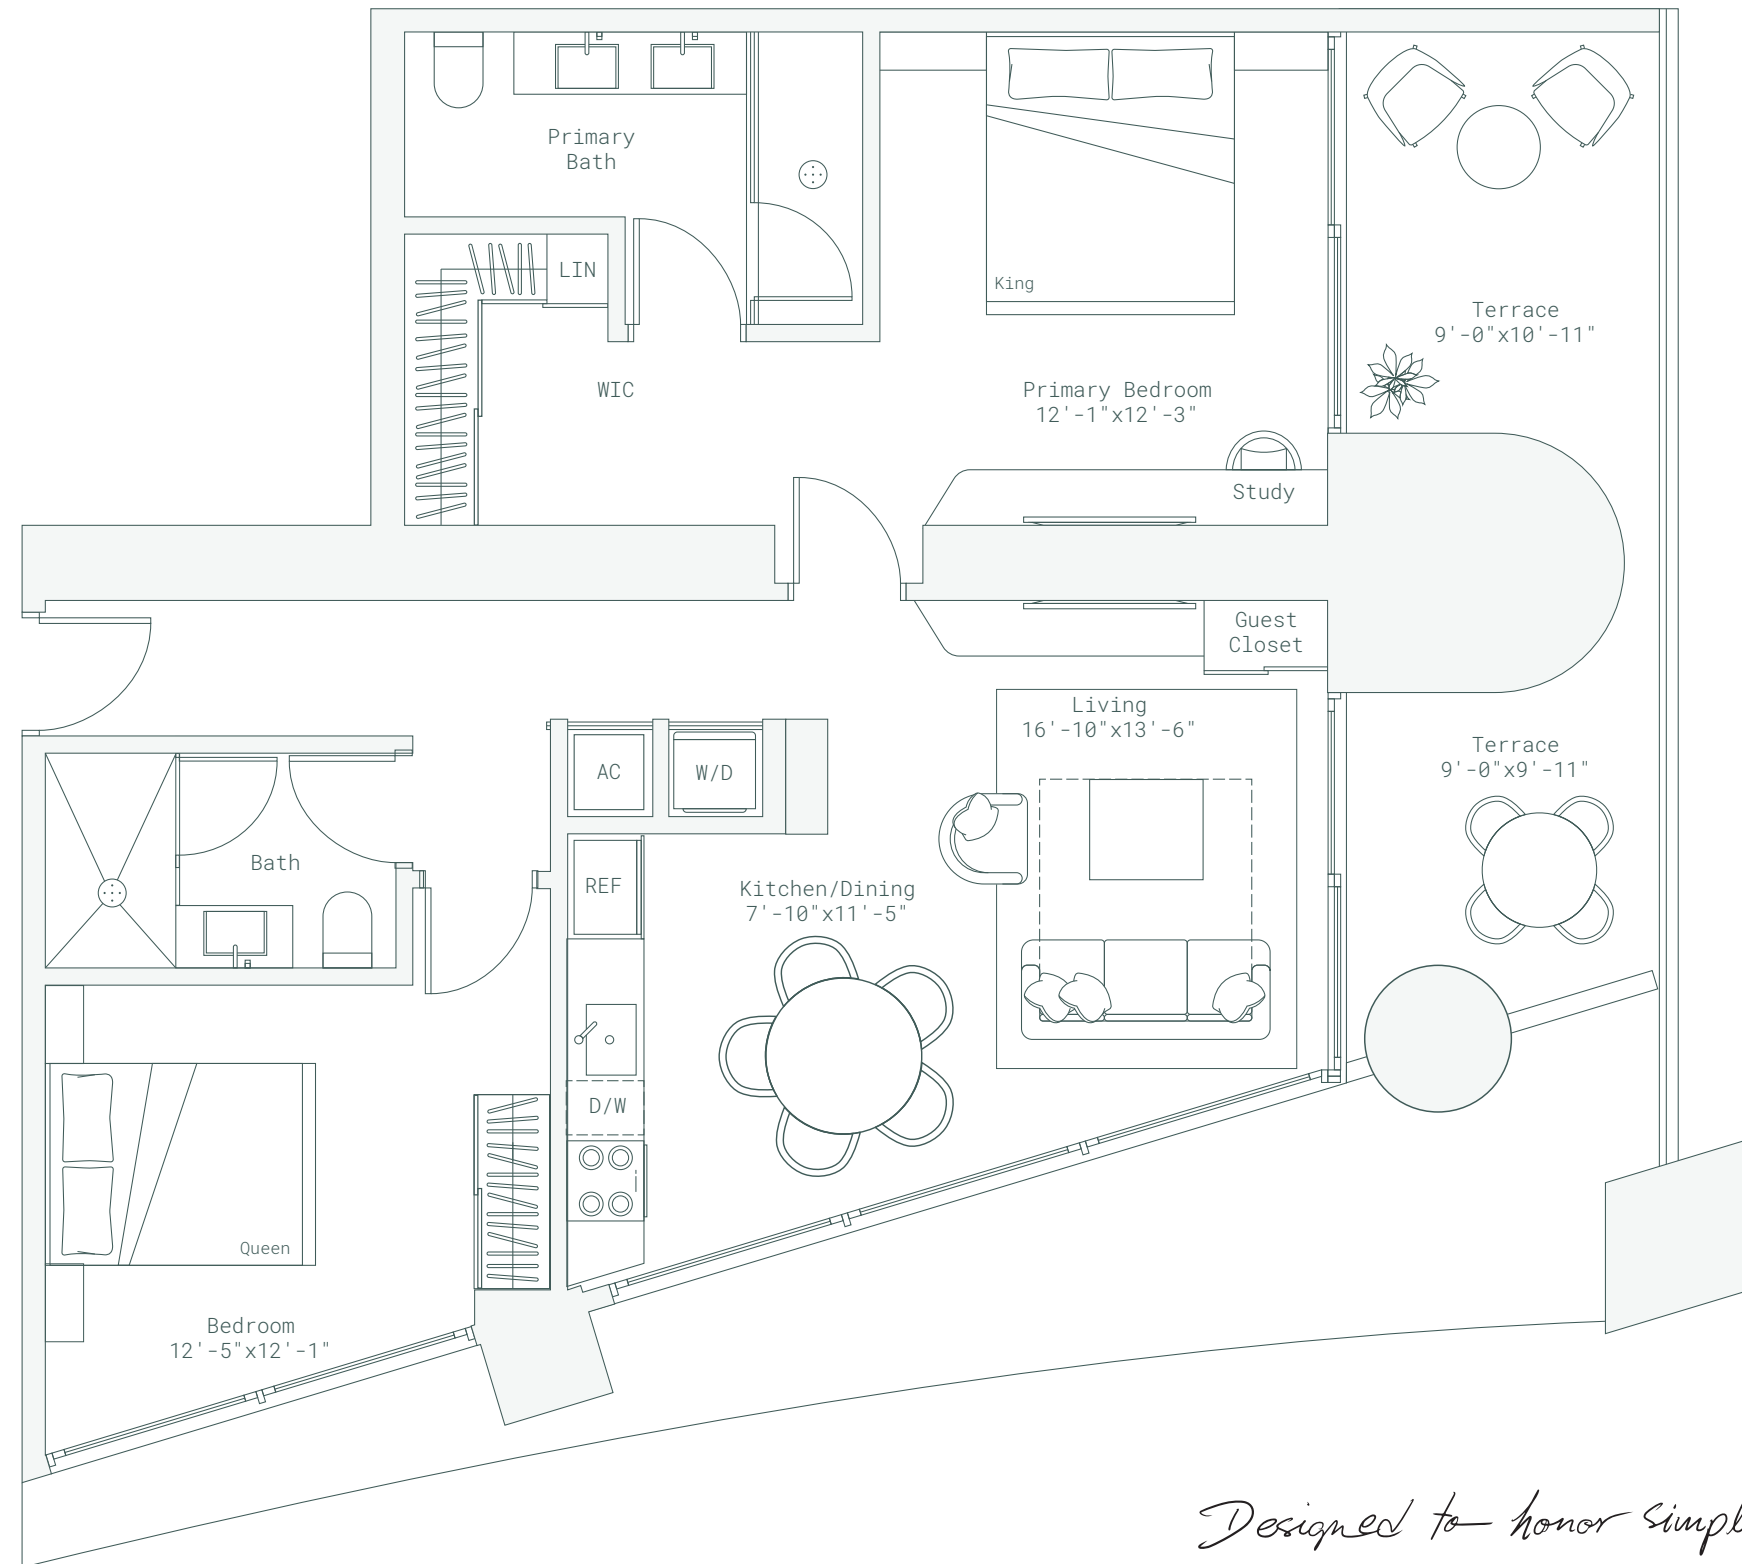 Primary
Bath
LIN
King
Terrace
9'-0"x10'-11"
WIC
Primary Bedroom
12'-1"x12'-3"
Study
Guest
Closet
Living
16'-10"x13'-6"
Terrace
9'-0"x9'-11"
AC
W/D
Bath
REF
Kitchen/Dining
7'-10"x11'-5"
D/W
Queen
Bedroom
12'-5"x12'-1"
Designed to honor simpl